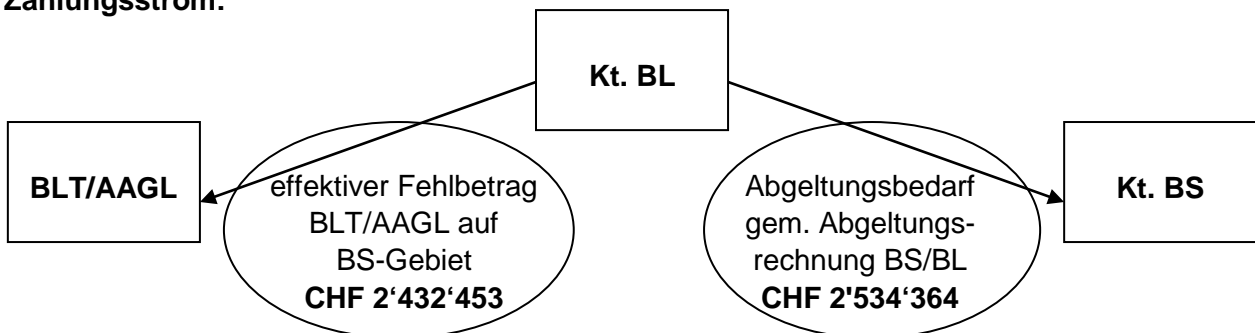 Zahlungsstrom:
Kt. BL
BLT/AAGL
effektiver Fehlbetrag
BLT/AAGL auf
BS-Gebiet
CHF 2‘432‘453
Abgeltungsbedarf
gem. Abgeltungs-
rechnung BS/BL
CHF 2'534‘364
Kt. BS